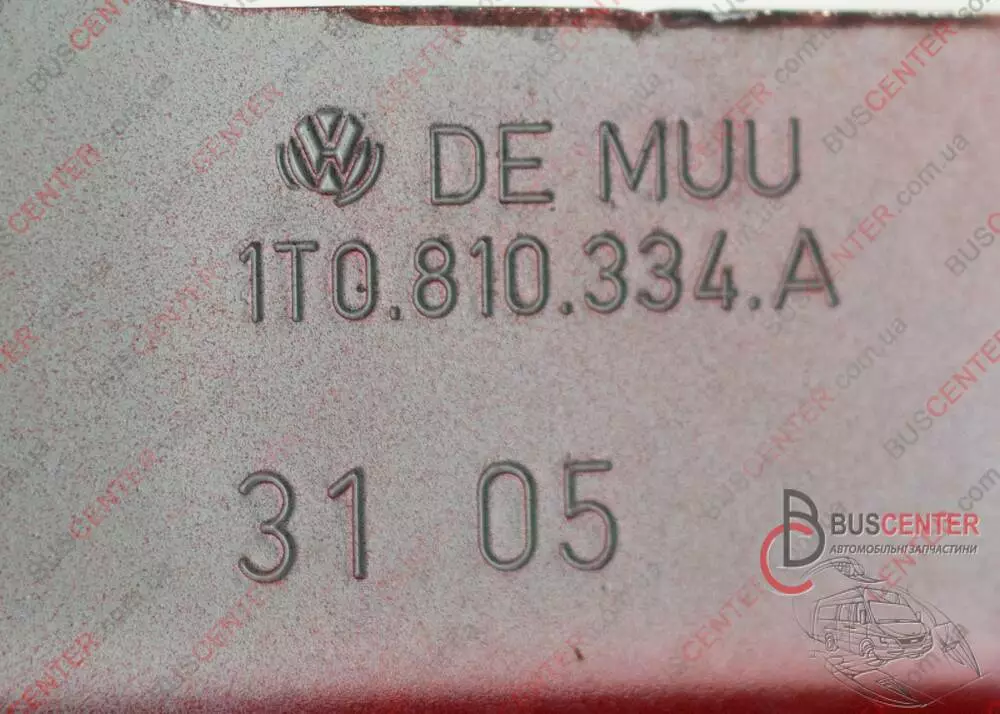 DE MUU
1T0.810.334.A
31 05
BUSCENTER
АВТОМОБІЛЬНІ ЗАПЧАСТИНИ